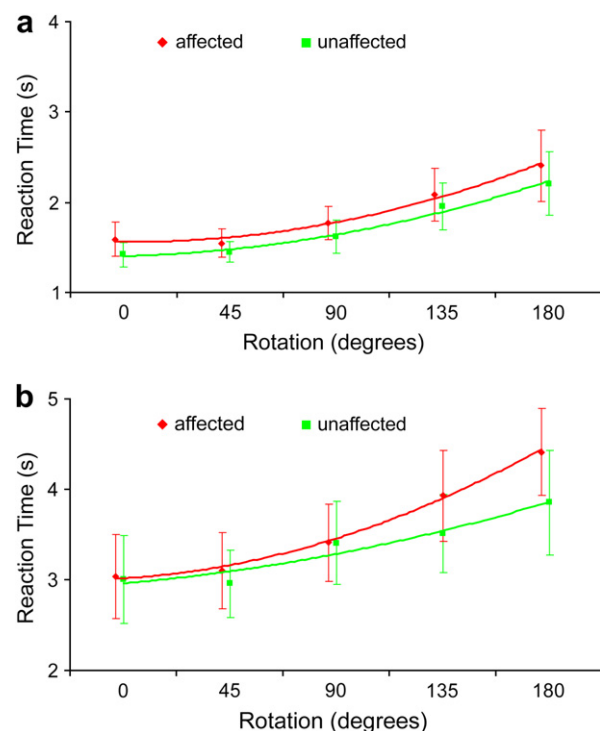 a
affected unaffected
4
3
2
1
Reaction Time (s)
0 45 90 135 180
Rotation (degrees)
b
affected unaffected
5
4
3
2
Reaction Time (s)
0 45 90 135 180
Rotation (degrees)